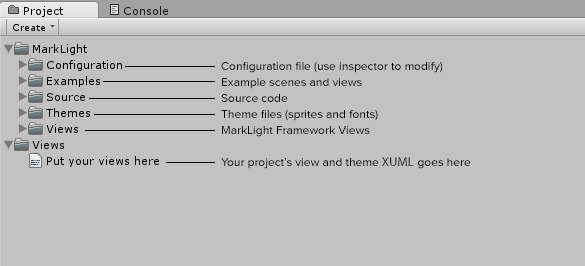 Project Console
Create
MarkLight
Configuration Configuration file (use inspector to modify)
Examples Example scenes and views
Source Source code
Themes Theme files (sprites and fonts)
Views MarkLight Framework Views
Views
Put your views here Your project's view and theme XUML goes here